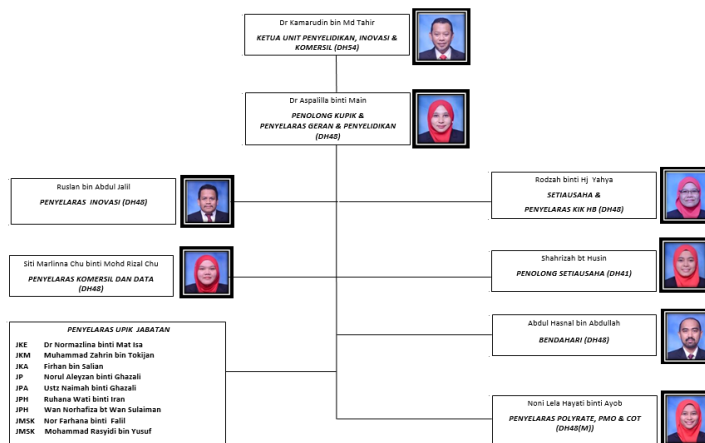 Dr Kamarudin bin Md Tahir
KETUA UNIT PENYELIDIKAN, INOVASI &
KOMERSIL (DH54)
Dr Aspalilla binti Main
PENOLONG KUPIK &
PENYELARAS GERAN & PENYELIDIKAN
(DH48)
Ruslan bin Abdul Jalil
PENYELARAS INOVASI (DH48)
Rodzah binti Hj Yahya
SETIAUSAHA &
PENYELARAS KIK HB (DH48)
Siti Marlinna Chu binti Mohd Rizal Chu
PENYELARAS KOMERSIL DAN DATA
(DH48)
Shahrizah bt Husin
PENOLONG SETIAUSAHA (DH41)
PENYELARAS UPIK JABATAN
JKE Dr Normazlina binti Mat Isa
JKM Muhammad Zahrin bin Tokijan
JKA Firhan bin Salian
JP Norul Aleyzan binti Ghazali
JPA Ustz Naimah binti Ghazali
JPH Ruhana Wati binti Iran
JPH Wan Norhafiza bt Wan Sulaiman
JMSK Nor Farhana binti Falil
JMSK Mohammad Rasyidi bin Yusuf
Abdul Hasnal bin Abdullah
BENDAHARI (DH48)
Noni Lela Hayati binti Ayob
PENYELARAS POLYRATE, PMO & COT
(DH48(M))